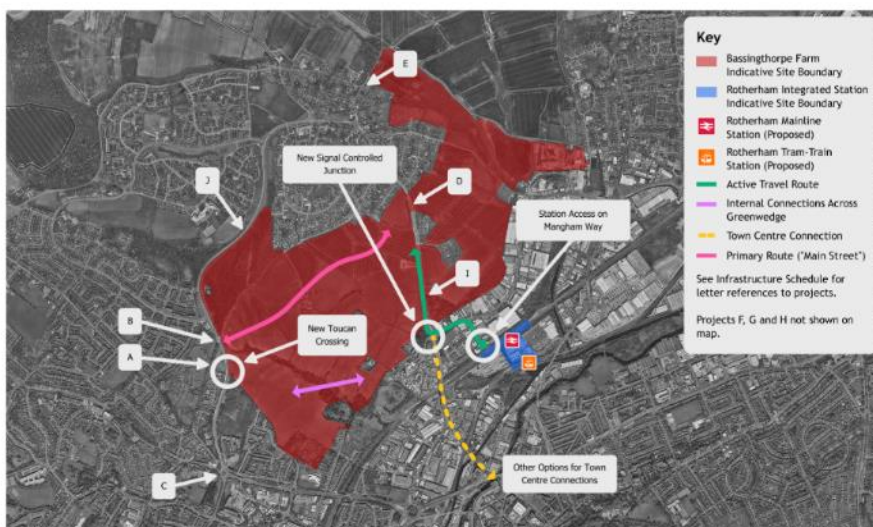 E
New Signal Controlled
Junction
D
J
Station Access on
Mangham Way
I
B
New Toucan
Crossing
A
C
Other Options for Town
Centre Connections
Key
Bassingthorpe Farm
Indicative Site Boundary
Rotherham Integrated Station
Indicative Site Boundary
Rotherham Mainline
Station (Proposed)
Rotherham Tram-Train
Station (Proposed)
Active Travel Route
Internal Connections Across
Greenwedge
Town Centre Connection
Primary Route ("Main Street")
See Infrastructure Schedule for
letter references to projects.
Projects F, G and H not shown on
map.